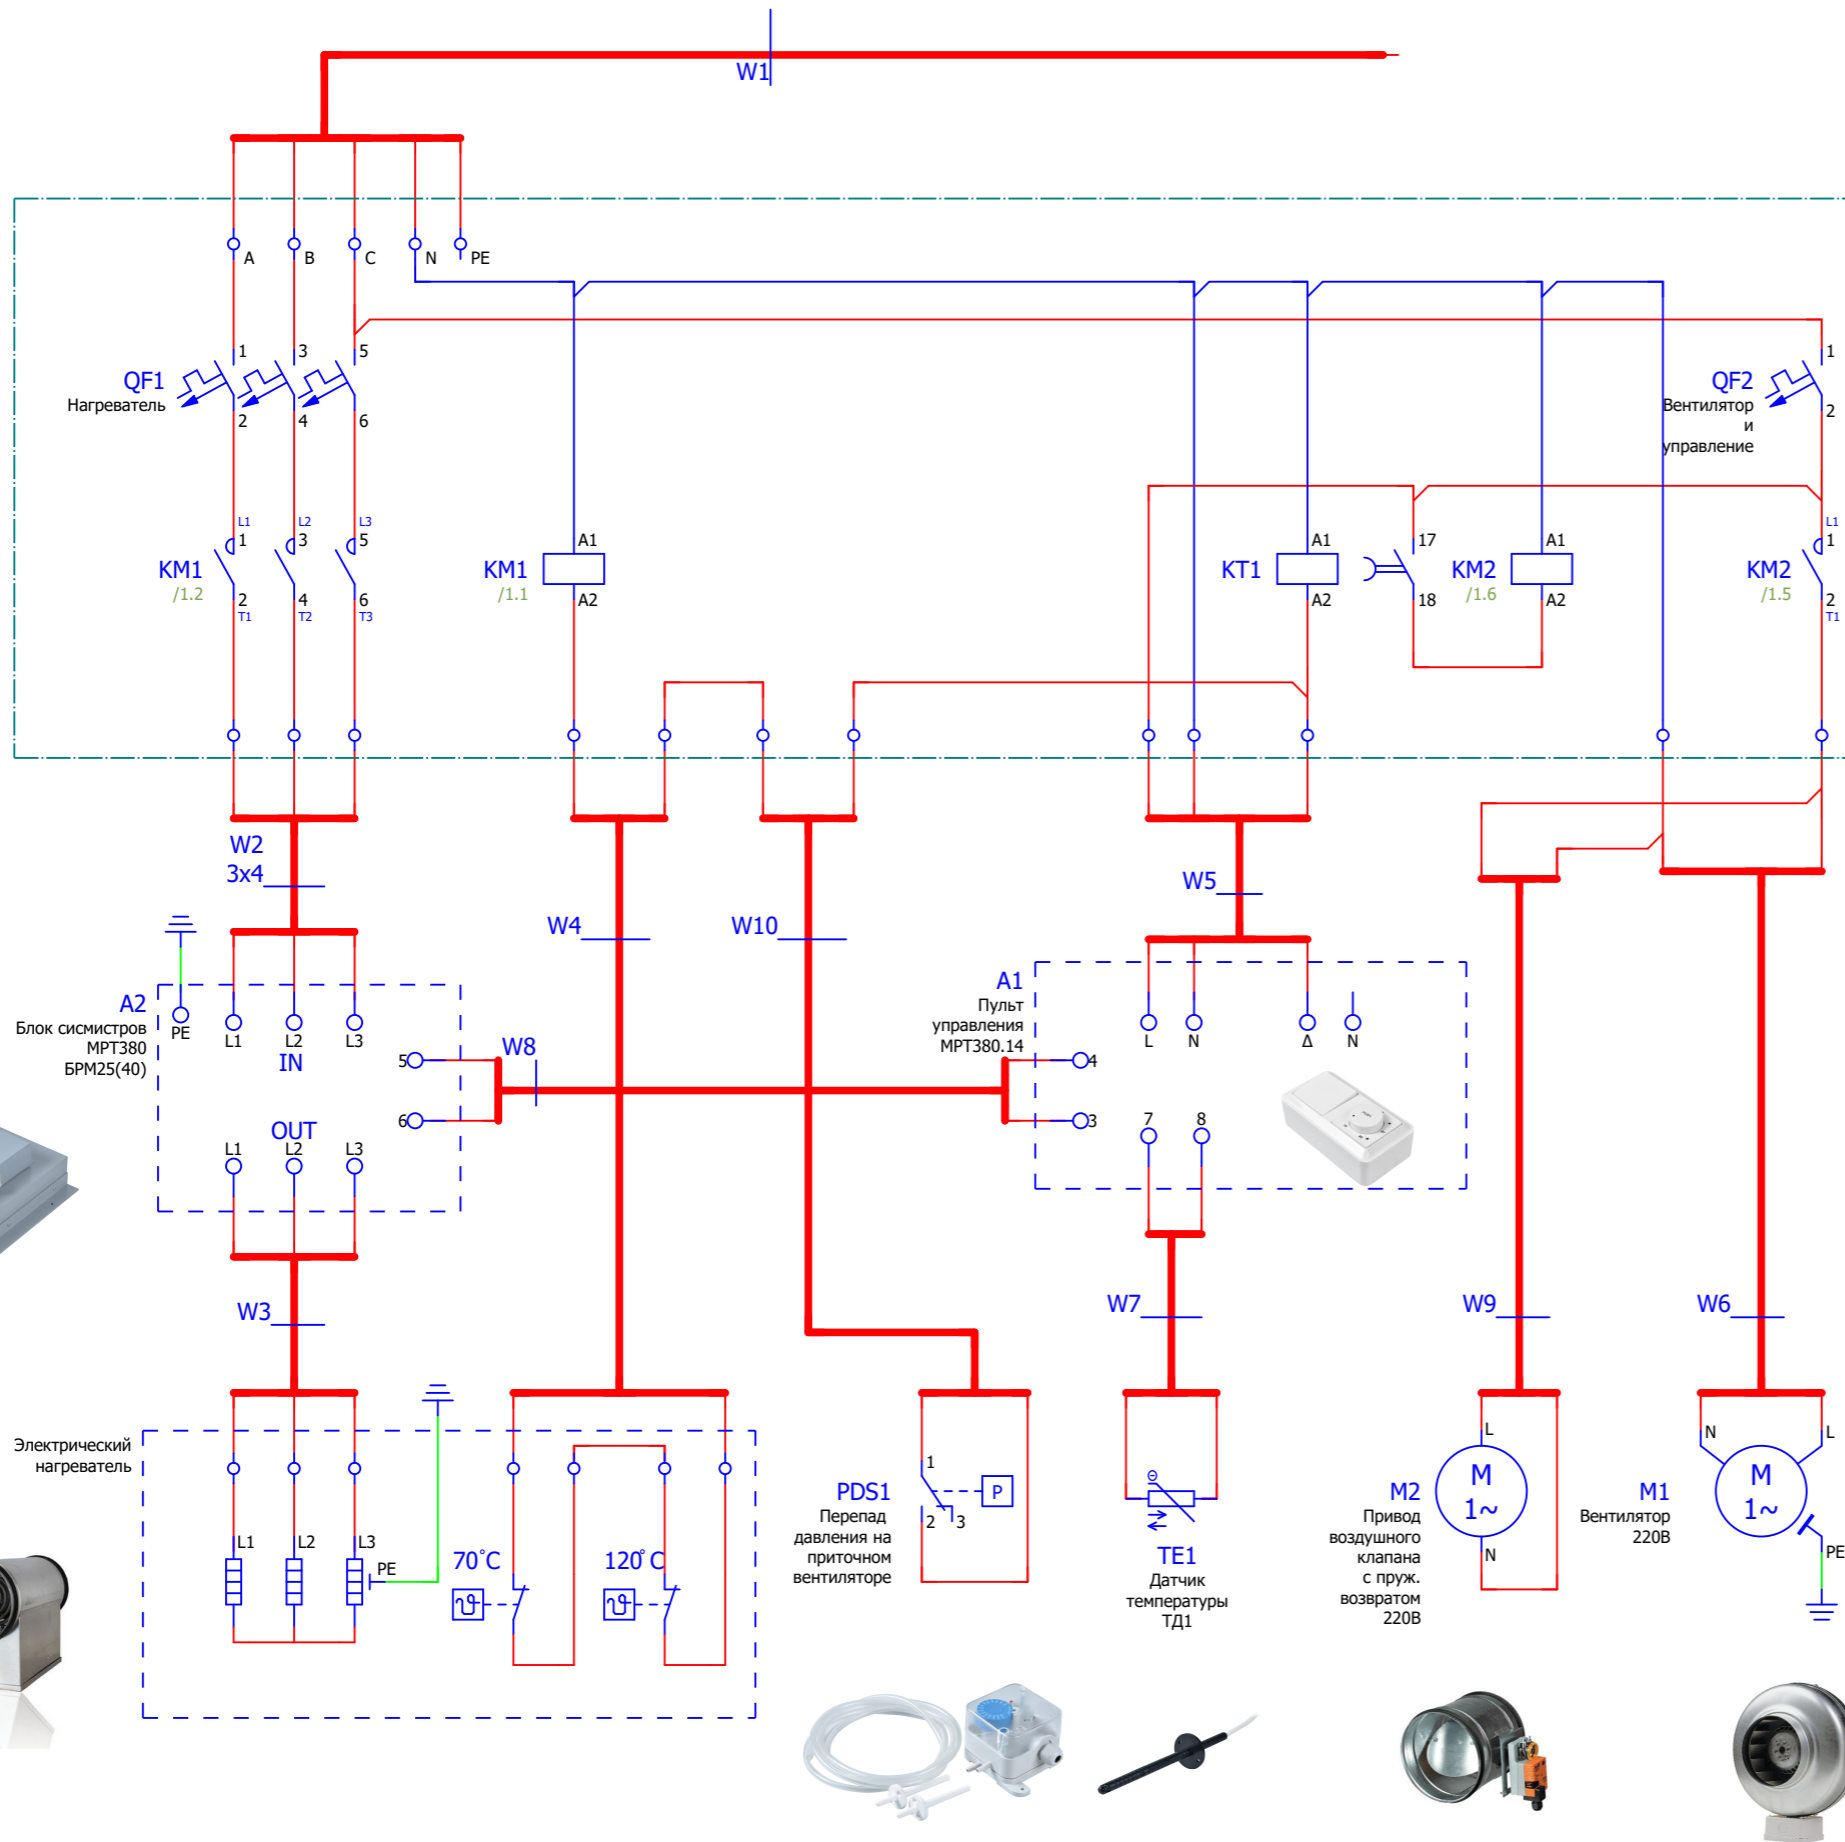 W1
A
B
C
N
PE
1
3
5
1
QF1
Нагреватель
QF2
Вентилятор
и
управление
2
4
6
2
L1
L2
L3
L1
1
3
5
A1
A1
17
A1
1
KM1
/1.2
KM1
/1.1
KT1
KM2
/1.6
KM2
/1.5
2
4
6
A2
A2
18
A2
2
T1
T2
T3
T1
W2
3x4
W4
W10
W5
A2
Блок сисмистров
МРТ380
БРМ25(40)
PE
L1
L2
L3
IN
5
6
OUT
L1
L2
L3
W8
A1
Пульт
управления
МРТ380.14
L
N
Δ
N
4
3
7
8
W3
W7
W9
W6
Электрический
нагреватель
L1
L2
L3
PE
70°C
120°C
PDS1
Перепад
давления на
приточном
вентиляторе
1
2
3
P
TE1
Датчик
температуры
ТД1
M2
Привод
воздушного
клапана
с пруж.
возвратом
220В
L
M
1~
N
M1
Вентилятор
220В
N
L
M
1~
PE